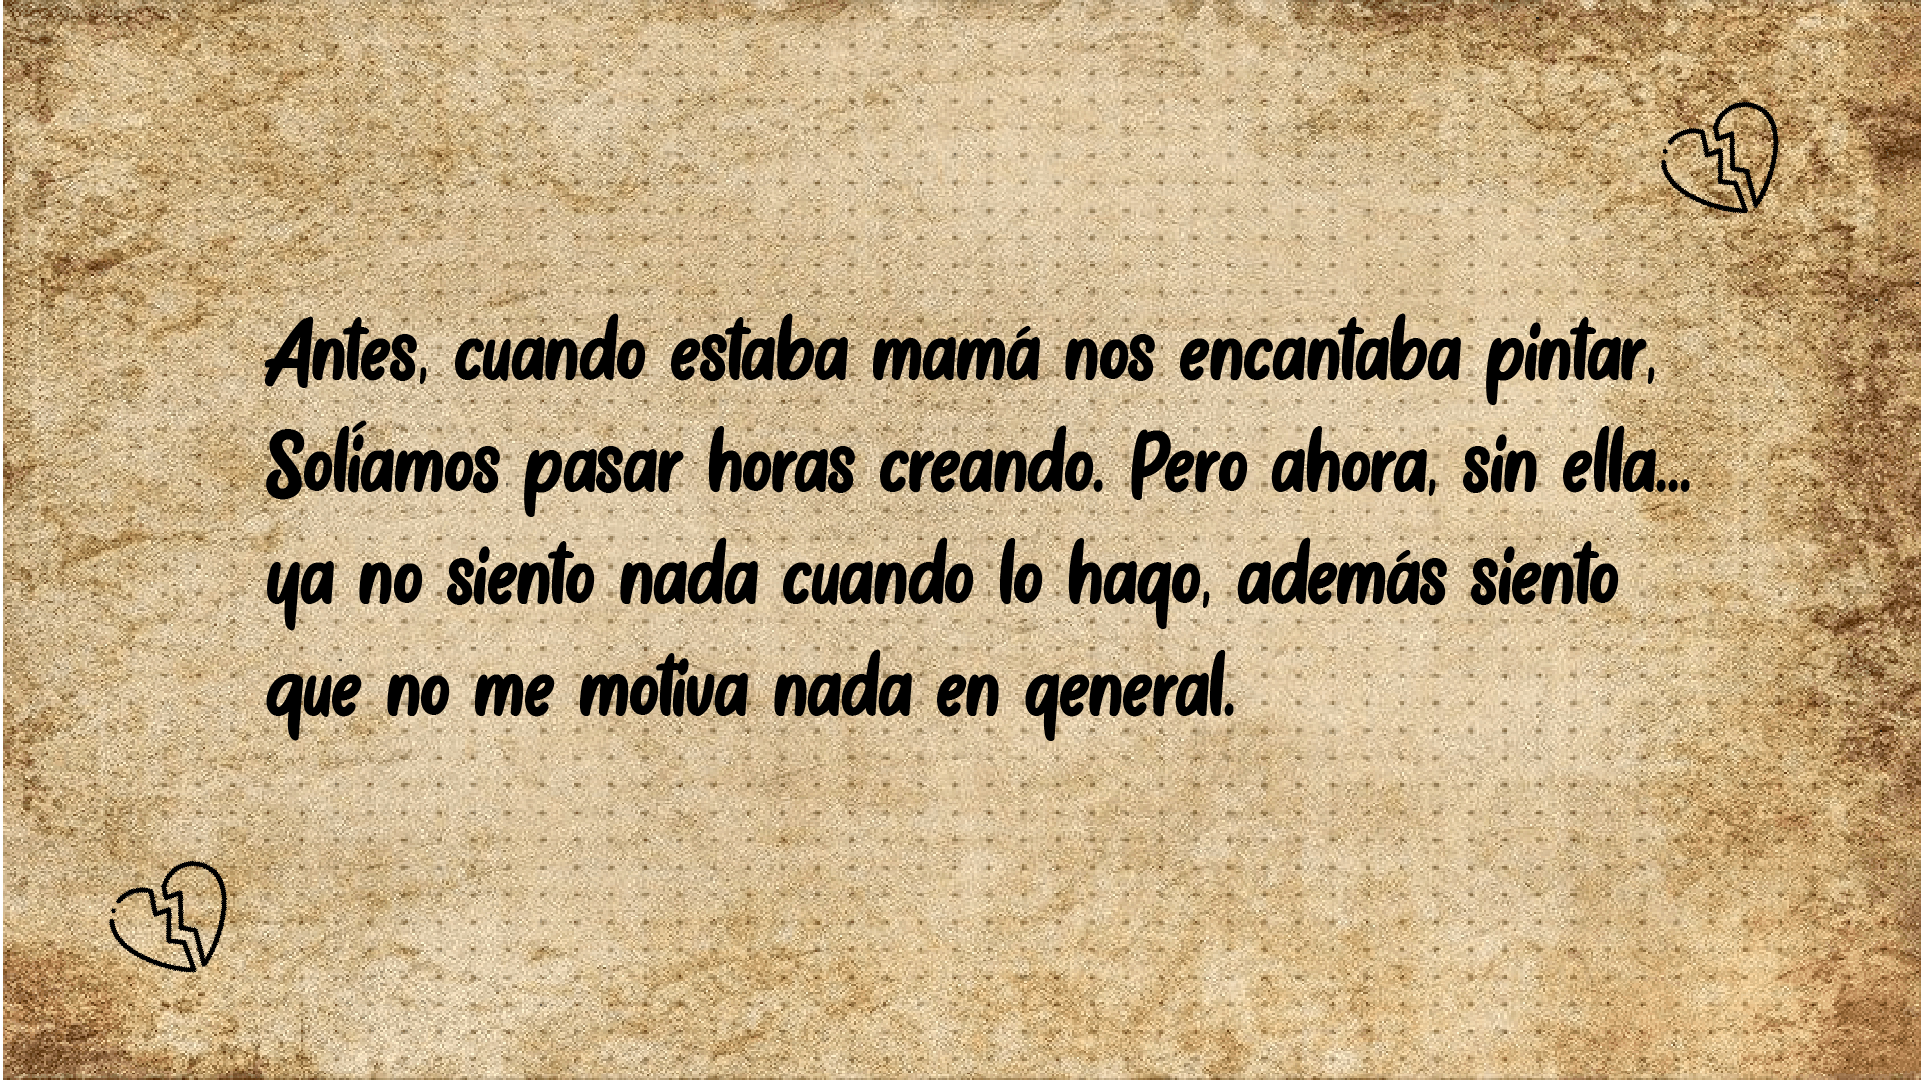 Antes, cuando estaba mamá nos encantaba pintar,
Solíamos pasar horas creando. Pero ahora, sin ella...
ya no siento nada cuando lo hago, además siento
que no me motiva nada en general.